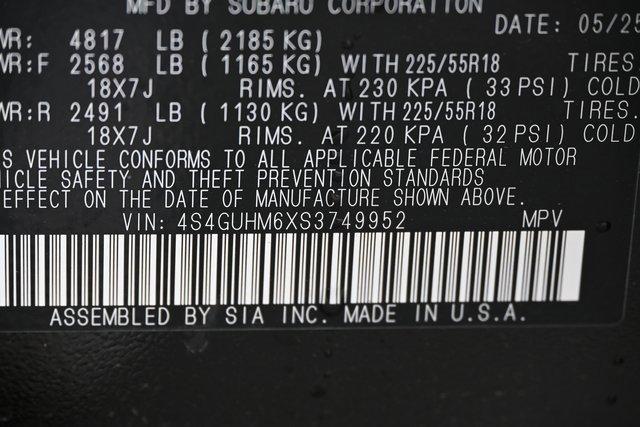 MFD BY SUBARU CORPORATION
DATE: 05/25
WR: 4817 LB ( 2185 KG)
WR:F 2568 LB ( 1165 KG) WITH 225/55R18 TIRES
18X7J RIMS. AT 230 KPA ( 33 PSI) COLD
WR:R 2491 LB ( 1130 KG) WITH 225/55R18 TIRES.
18X7J RIMS. AT 220 KPA ( 32 PSI) COLD
S VEHICLE CONFORMS TO ALL APPLICABLE FEDERAL MOTOR
VEHICLE SAFETY AND THEFT PREVENTION STANDARDS
EFFECT ON THE DATE OF MANUFACTURE SHOWN ABOVE.
VIN: 4S4GUHM6XS3749952 MPV
ASSEMBLED BY SIA INC. MADE IN U.S.A.